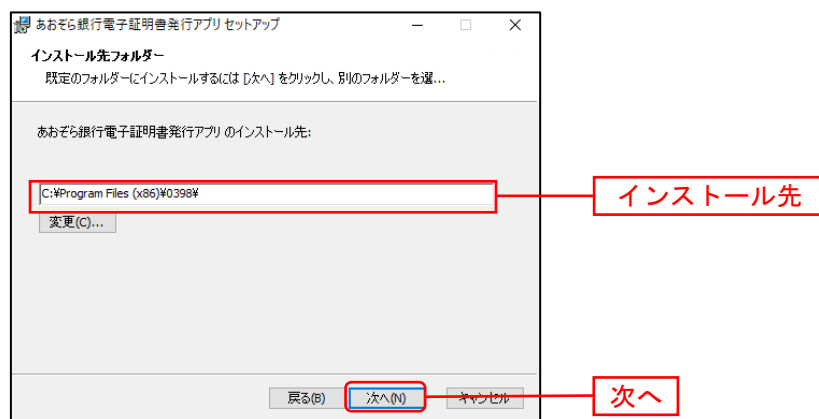 あおぞら銀行電子証明書発行アプリ セットアップ
インストール先フォルダー
既定のフォルダーにインストールするには [次へ] をクリックし、別のフォルダーを選...
あおぞら銀行電子証明書発行アプリ のインストール先:
C:¥Program Files (x86)¥0398¥
インストール先
変更(C)...
戻る(B)
次へ(N)
キャンセル
次へ